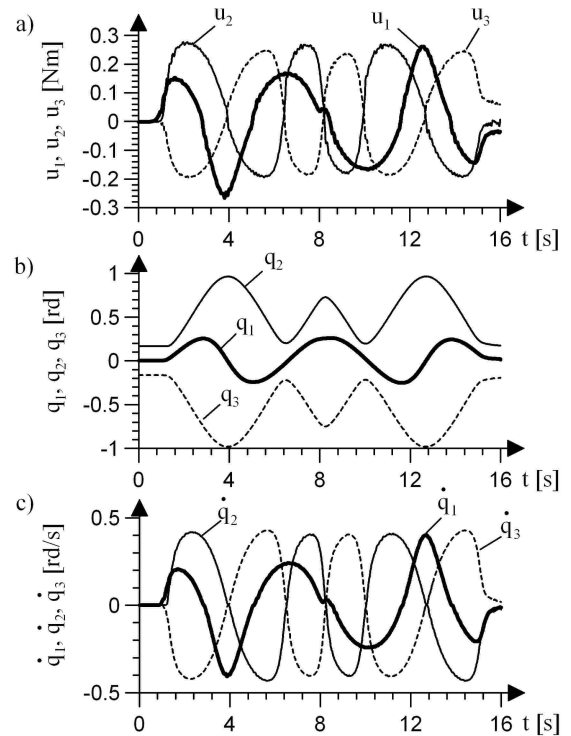 a)
u₂ u₁ u₃
u₁, u₂, u₃ [Nm]
0.3
0.2
0.1
0
-0.1
-0.2
-0.3
0 4 8 12 16 t [s]
b)
q₂
q₁
q₃
q₁, q₂, q₃ [rd]
1
0.5
0
-0.5
-1
0 4 8 12 16 t [s]
c)
q̇₂ q̇₁ q̇₃
q̇₁, q̇₂, q̇₃ [rd/s]
0.5
0
-0.5
0 4 8 12 16 t [s]